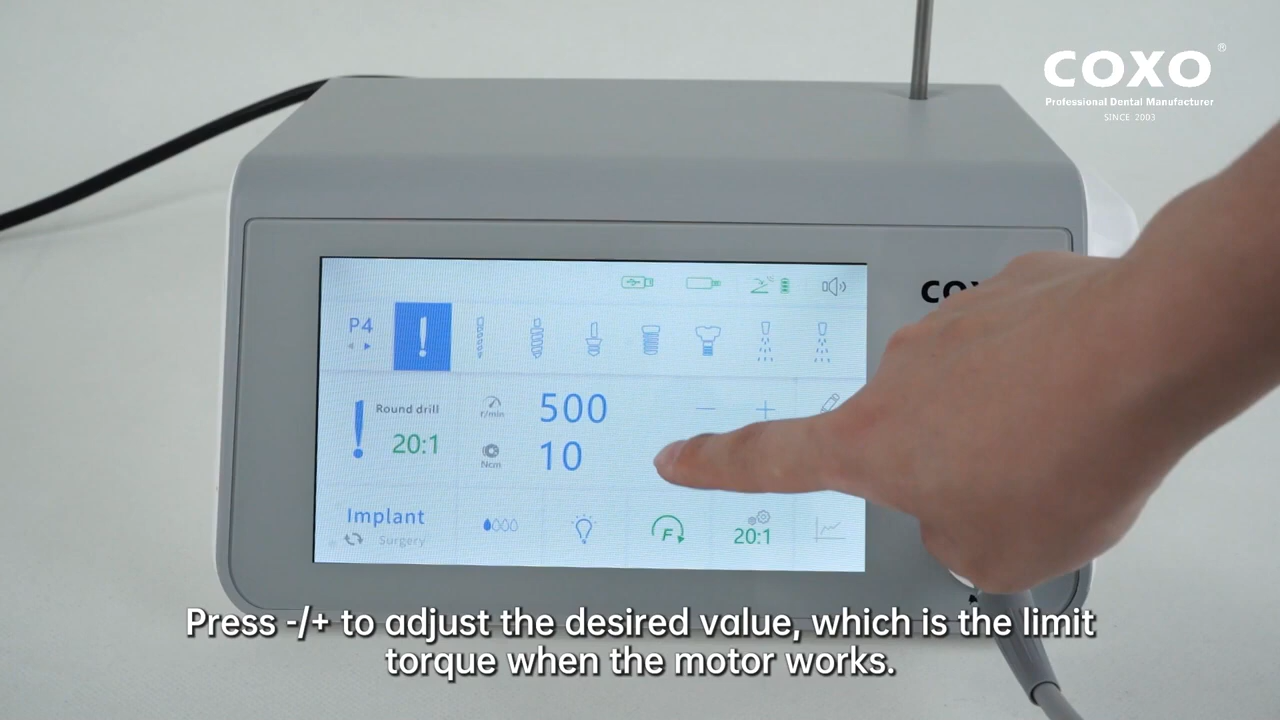 COXO®
Professional Dental Manufacturer
SINCE 2003
P4
Round drill
20:1
r/min
500
− +
Ncm
10
Implant
Surgery
F
20:1
Press -/+ to adjust the desired value, which is the limit
torque when the motor works.